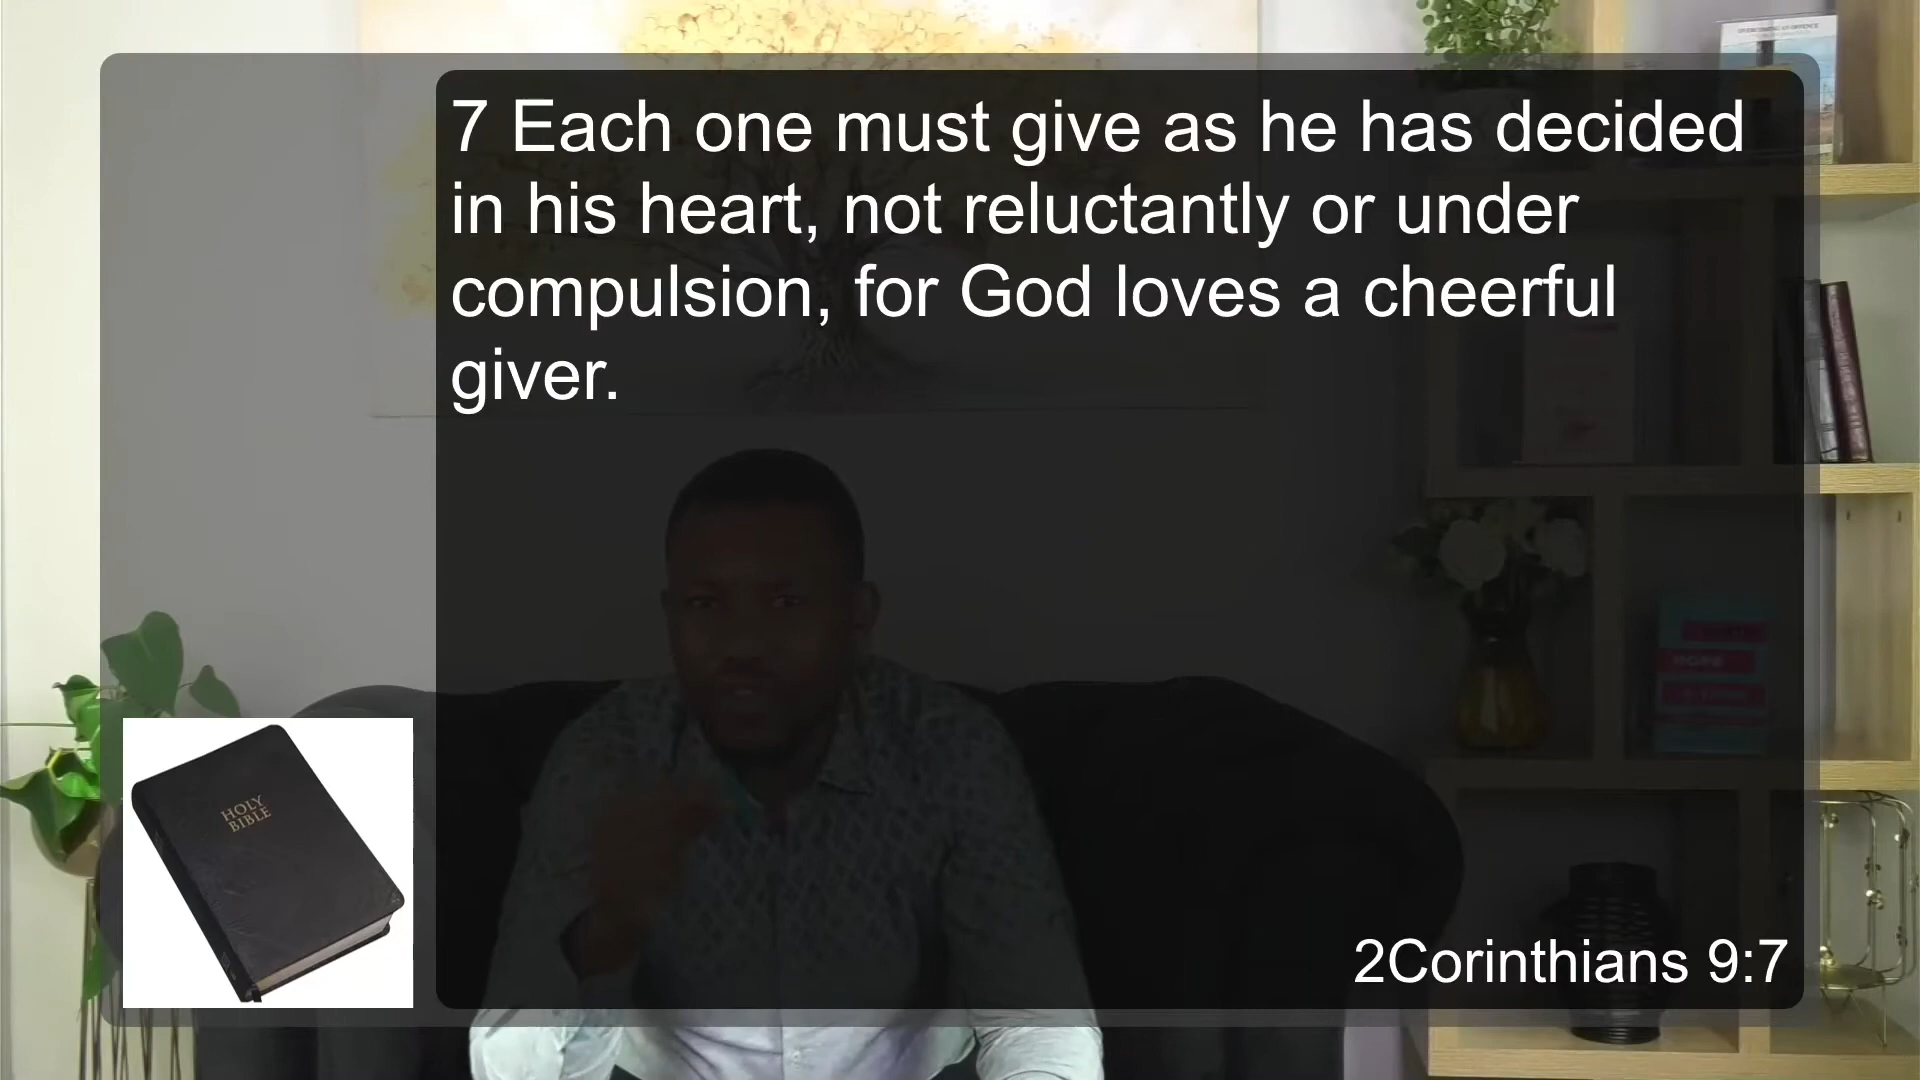 7 Each one must give as he has decided
in his heart, not reluctantly or under
compulsion, for God loves a cheerful
giver.
HOLY
BIBLE
2Corinthians 9:7
HOPE